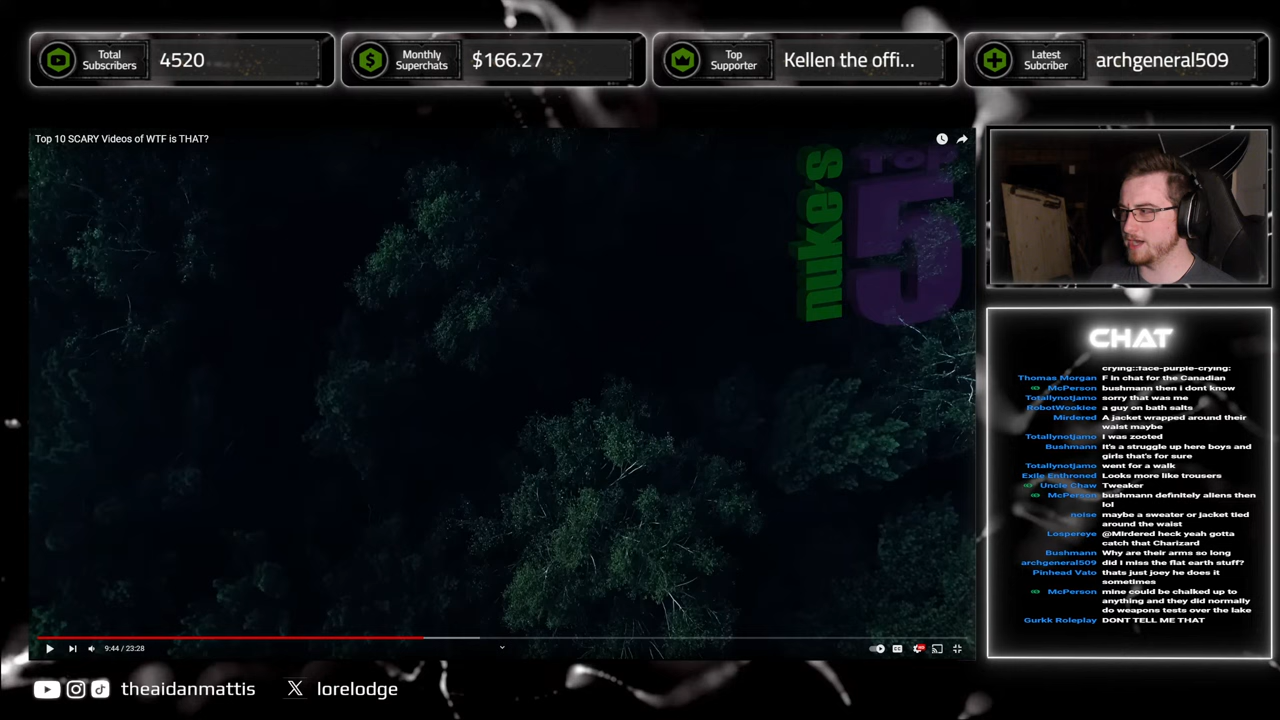 Total
Subscribers
4520
Monthly
Superchats
$166.27
Top
Supporter
Kellen the offi...
Latest
Subcriber
archgeneral509
Top 10 SCARY Videos of WTF is THAT?
nuke's
TOP
5
9:44 / 23:28
CHAT
crying::face-purple-crying:
Thomas Morgan F in chat for the Canadian
McPerson bushmann then i dont know
Totallynotjamo sorry that was me
RobotWookiee a guy on bath salts
Mirdered A jacket wrapped around their
waist maybe
Totallynotjamo I was zooted
Bushmann It's a struggle up here boys and
girls that's for sure
Totallynotjamo went for a walk
Exile Enthroned Looks more like trousers
Uncle Chaw Tweaker
McPerson bushmann definitely aliens then
lol
noise maybe a sweater or jacket tied
around the waist
Lospereye @Mirdered heck yeah gotta
catch that Charizard
Bushmann Why are their arms so long
archgeneral509 did I miss the flat earth stuff?
Pinhead Vato thats just joey he does it
sometimes
McPerson mine could be chalked up to
anything and they did normally
do weapons tests over the lake
Gurkk Roleplay DONT TELL ME THAT
theaidanmattis
lorelodge